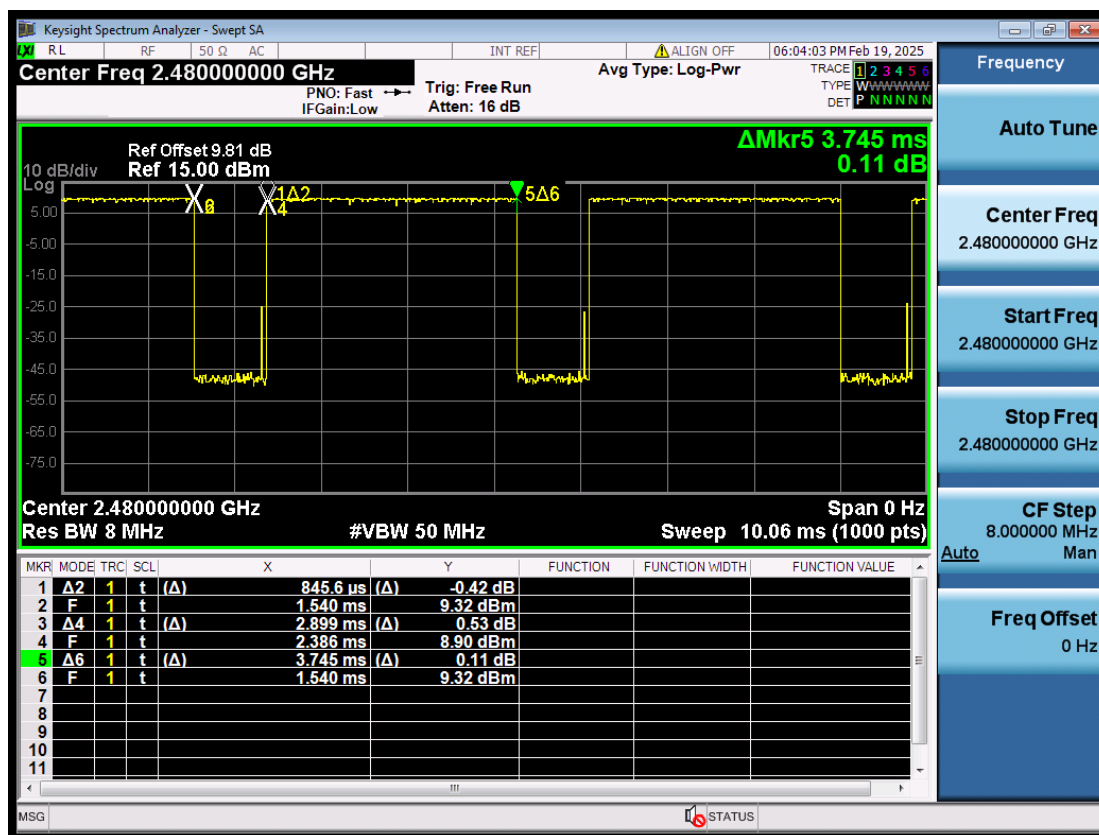 Keysight Spectrum Analyzer - Swept SA
LXI RL RF 50 Ω AC INT REF ALIGN OFF 06:04:03 PM Feb 19, 2025
Center Freq 2.480000000 GHz
PNO: Fast
IFGain:Low
Trig: Free Run
Atten: 16 dB
Avg Type: Log-Pwr
TRACE 1 2 3 4 5 6
TYPE WWWWWW
DET P N N N N N
Ref Offset 9.81 dB
Ref 15.00 dBm
10 dB/div
Log
ΔMkr5 3.745 ms
0.11 dB
1Δ2
4
5Δ6
5.00
-5.00
-15.0
-25.0
-35.0
-45.0
-55.0
-65.0
-75.0
Center 2.480000000 GHz
Span 0 Hz
Res BW 8 MHz
#VBW 50 MHz
Sweep 10.06 ms (1000 pts)
MKR MODE TRC SCL X Y FUNCTION FUNCTION WIDTH FUNCTION VALUE
1 Δ2 1 t (Δ) 845.6 µs (Δ) -0.42 dB
2 F 1 t 1.540 ms 9.32 dBm
3 Δ4 1 t (Δ) 2.899 ms (Δ) 0.53 dB
4 F 1 t 2.386 ms 8.90 dBm
5 Δ6 1 t (Δ) 3.745 ms (Δ) 0.11 dB
6 F 1 t 1.540 ms 9.32 dBm
7
8
9
10
11
MSG
STATUS
Frequency
Auto Tune
Center Freq
2.480000000 GHz
Start Freq
2.480000000 GHz
Stop Freq
2.480000000 GHz
CF Step
8.000000 MHz
Auto Man
Freq Offset
0 Hz